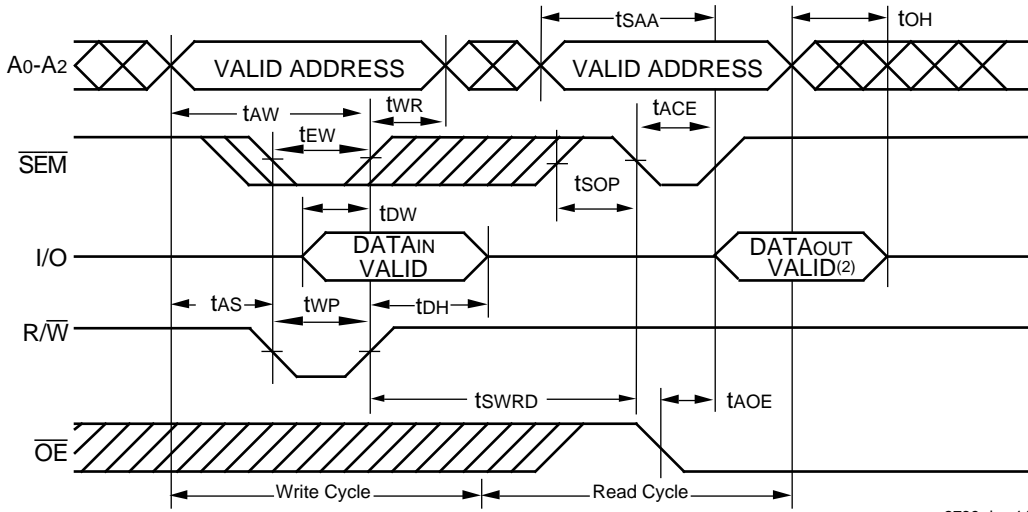 tSAA
tOH
A0-A2
VALID ADDRESS
VALID ADDRESS
tAW
tWR
tACE
tEW
SEM
tSOP
tDW
I/O
DATAIN
VALID
DATAOUT
VALID(2)
tAS
tWP
tDH
R/W
tSWRD
tAOE
OE
Write Cycle
Read Cycle